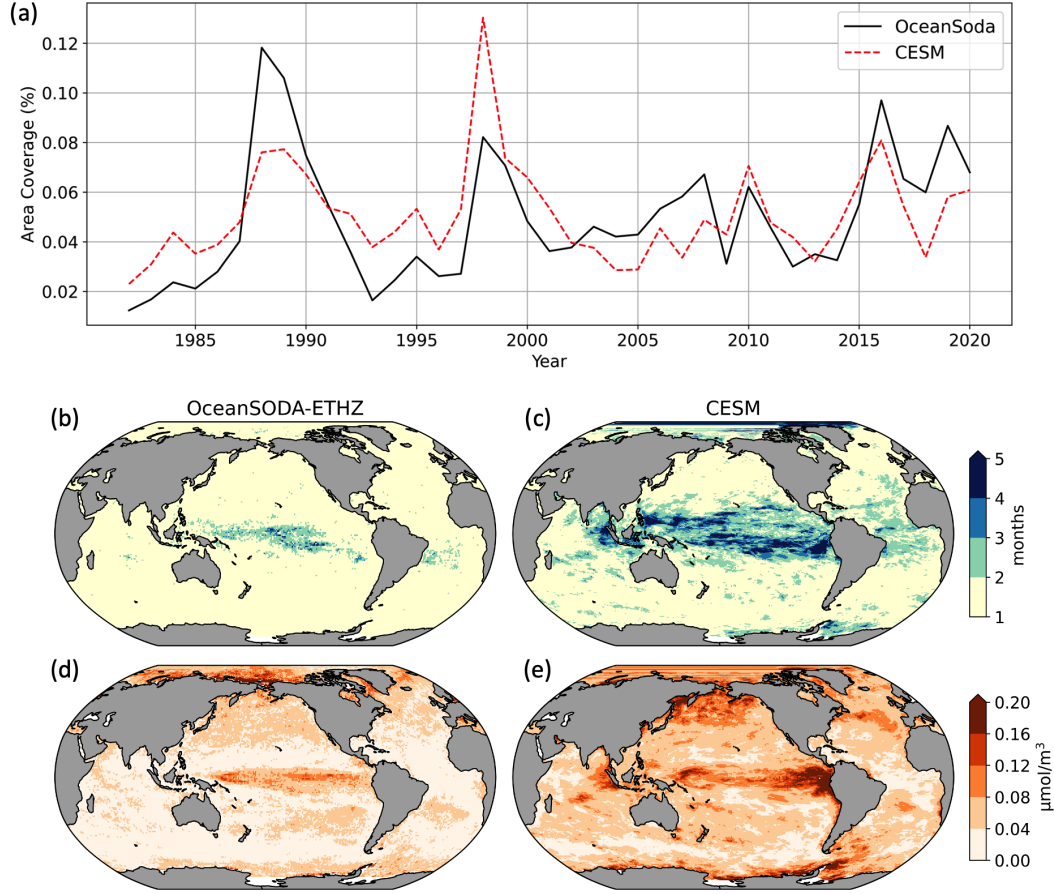 (a)
OceanSoda
CESM
Area Coverage (%)
0.12
0.10
0.08
0.06
0.04
0.02
1985 1990 1995 2000 2005 2010 2015 2020
Year
(b) OceanSODA-ETHZ
(c) CESM
5
4
3
2
1
months
(d)
(e)
0.20
0.16
0.12
0.08
0.04
0.00
μmol/m³